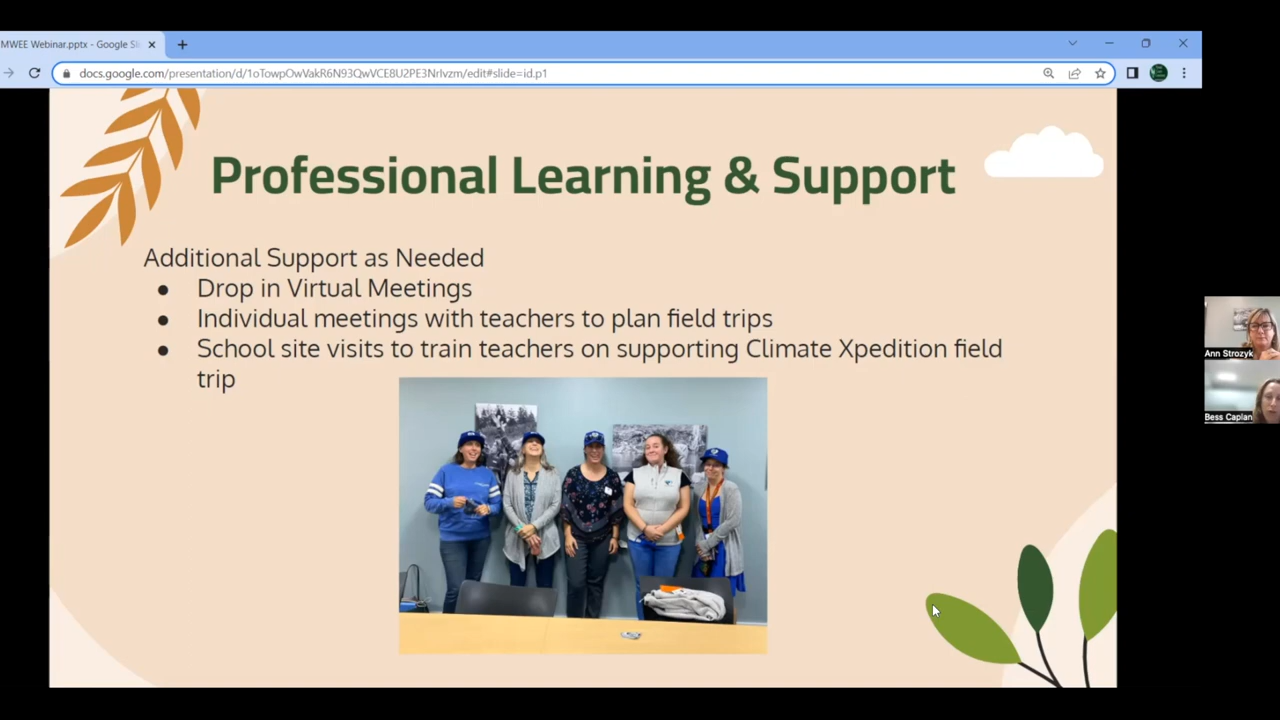 MWEE Webinar.pptx - Google Sli
docs.google.com/presentation/d/1oTowpOwVakR6N93QwVCE8U2PE3NrIvzm/edit#slide=id.p1
Professional Learning & Support
Additional Support as Needed
● Drop in Virtual Meetings
● Individual meetings with teachers to plan field trips
● School site visits to train teachers on supporting Climate Xpedition field
trip
Ann Strozyk
Bess Caplan